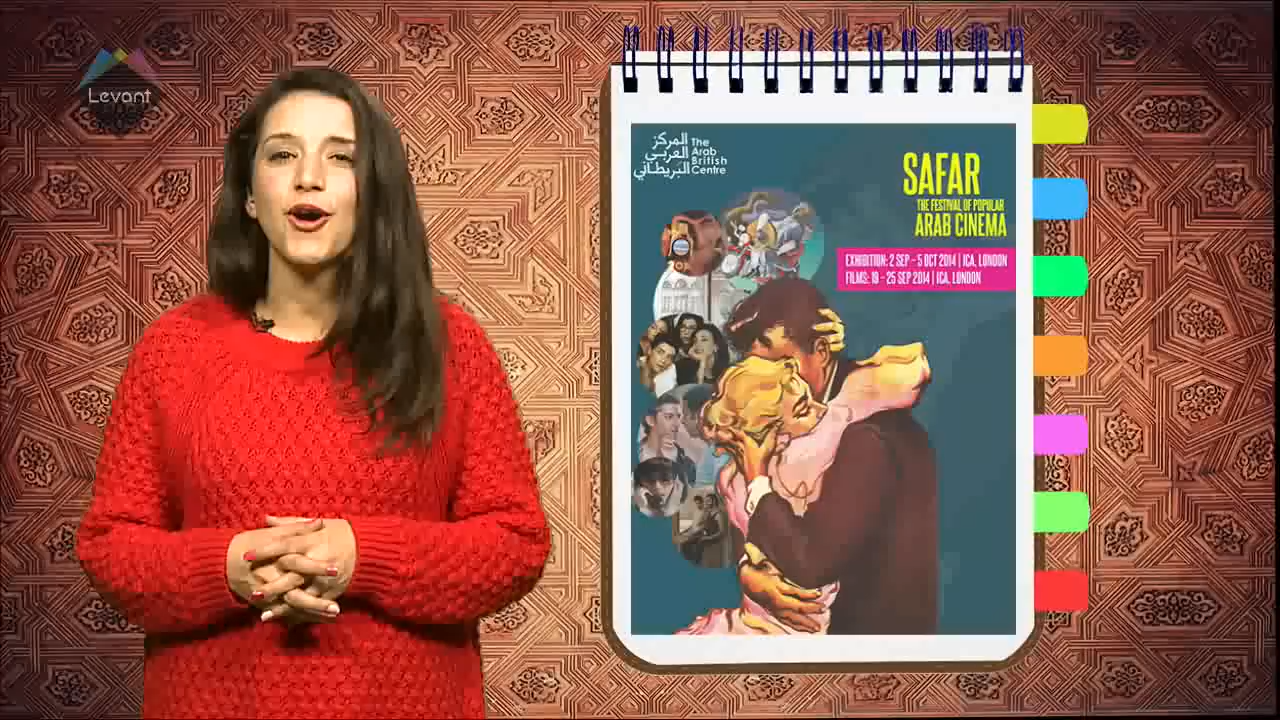 Levant
المركز
العربي
البريطاني
The
Arab
British
Centre
SAFAR
THE FESTIVAL OF POPULAR
ARAB CINEMA
EXHIBITION: 2 SEP - 5 OCT 2014 | ICA, LONDON
FILMS: 19 - 25 SEP 2014 | ICA, LONDON